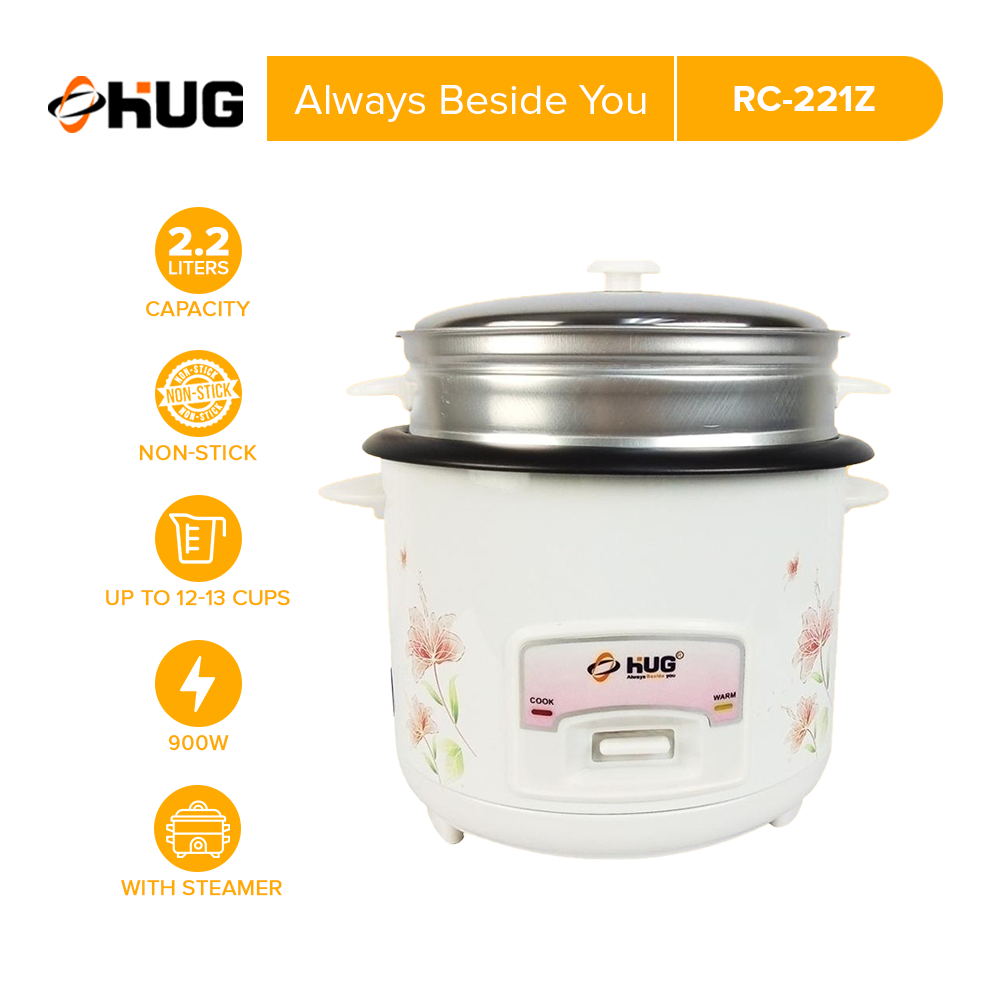 HUG
Always Beside You
RC-221Z
2.2
LITERS
CAPACITY
NON-STICK
NON-STICK
NON-STICK
NON-STICK
UP TO 12-13 CUPS
900W
WITH STEAMER
HUG®
Always Beside you
COOK
WARM